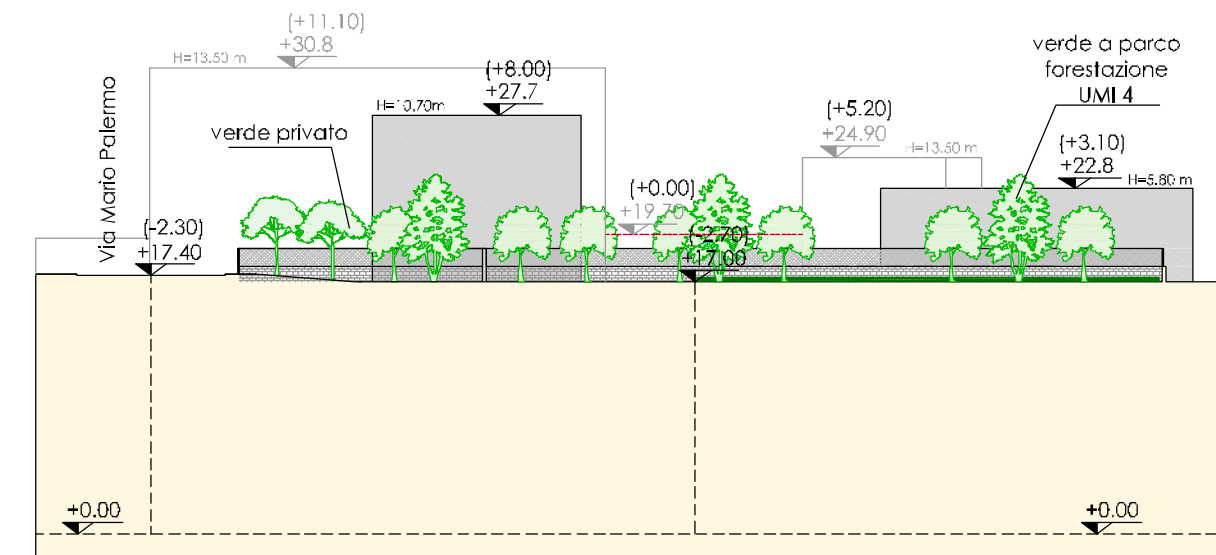 (+11.10)
+30.8
H=13.50 m
(+8.00)
+27.7
H=10.70m
verde a parco
forestazione
UMI 4
Via Mario Palermo
verde privato
(+5.20)
+24.90
H=13.50 m
(+3.10)
+22.8
H=5.80 m
(+0.00)
+19.70
(-2.30)
+17.40
(-2.70)
+17.00
+0.00
+0.00